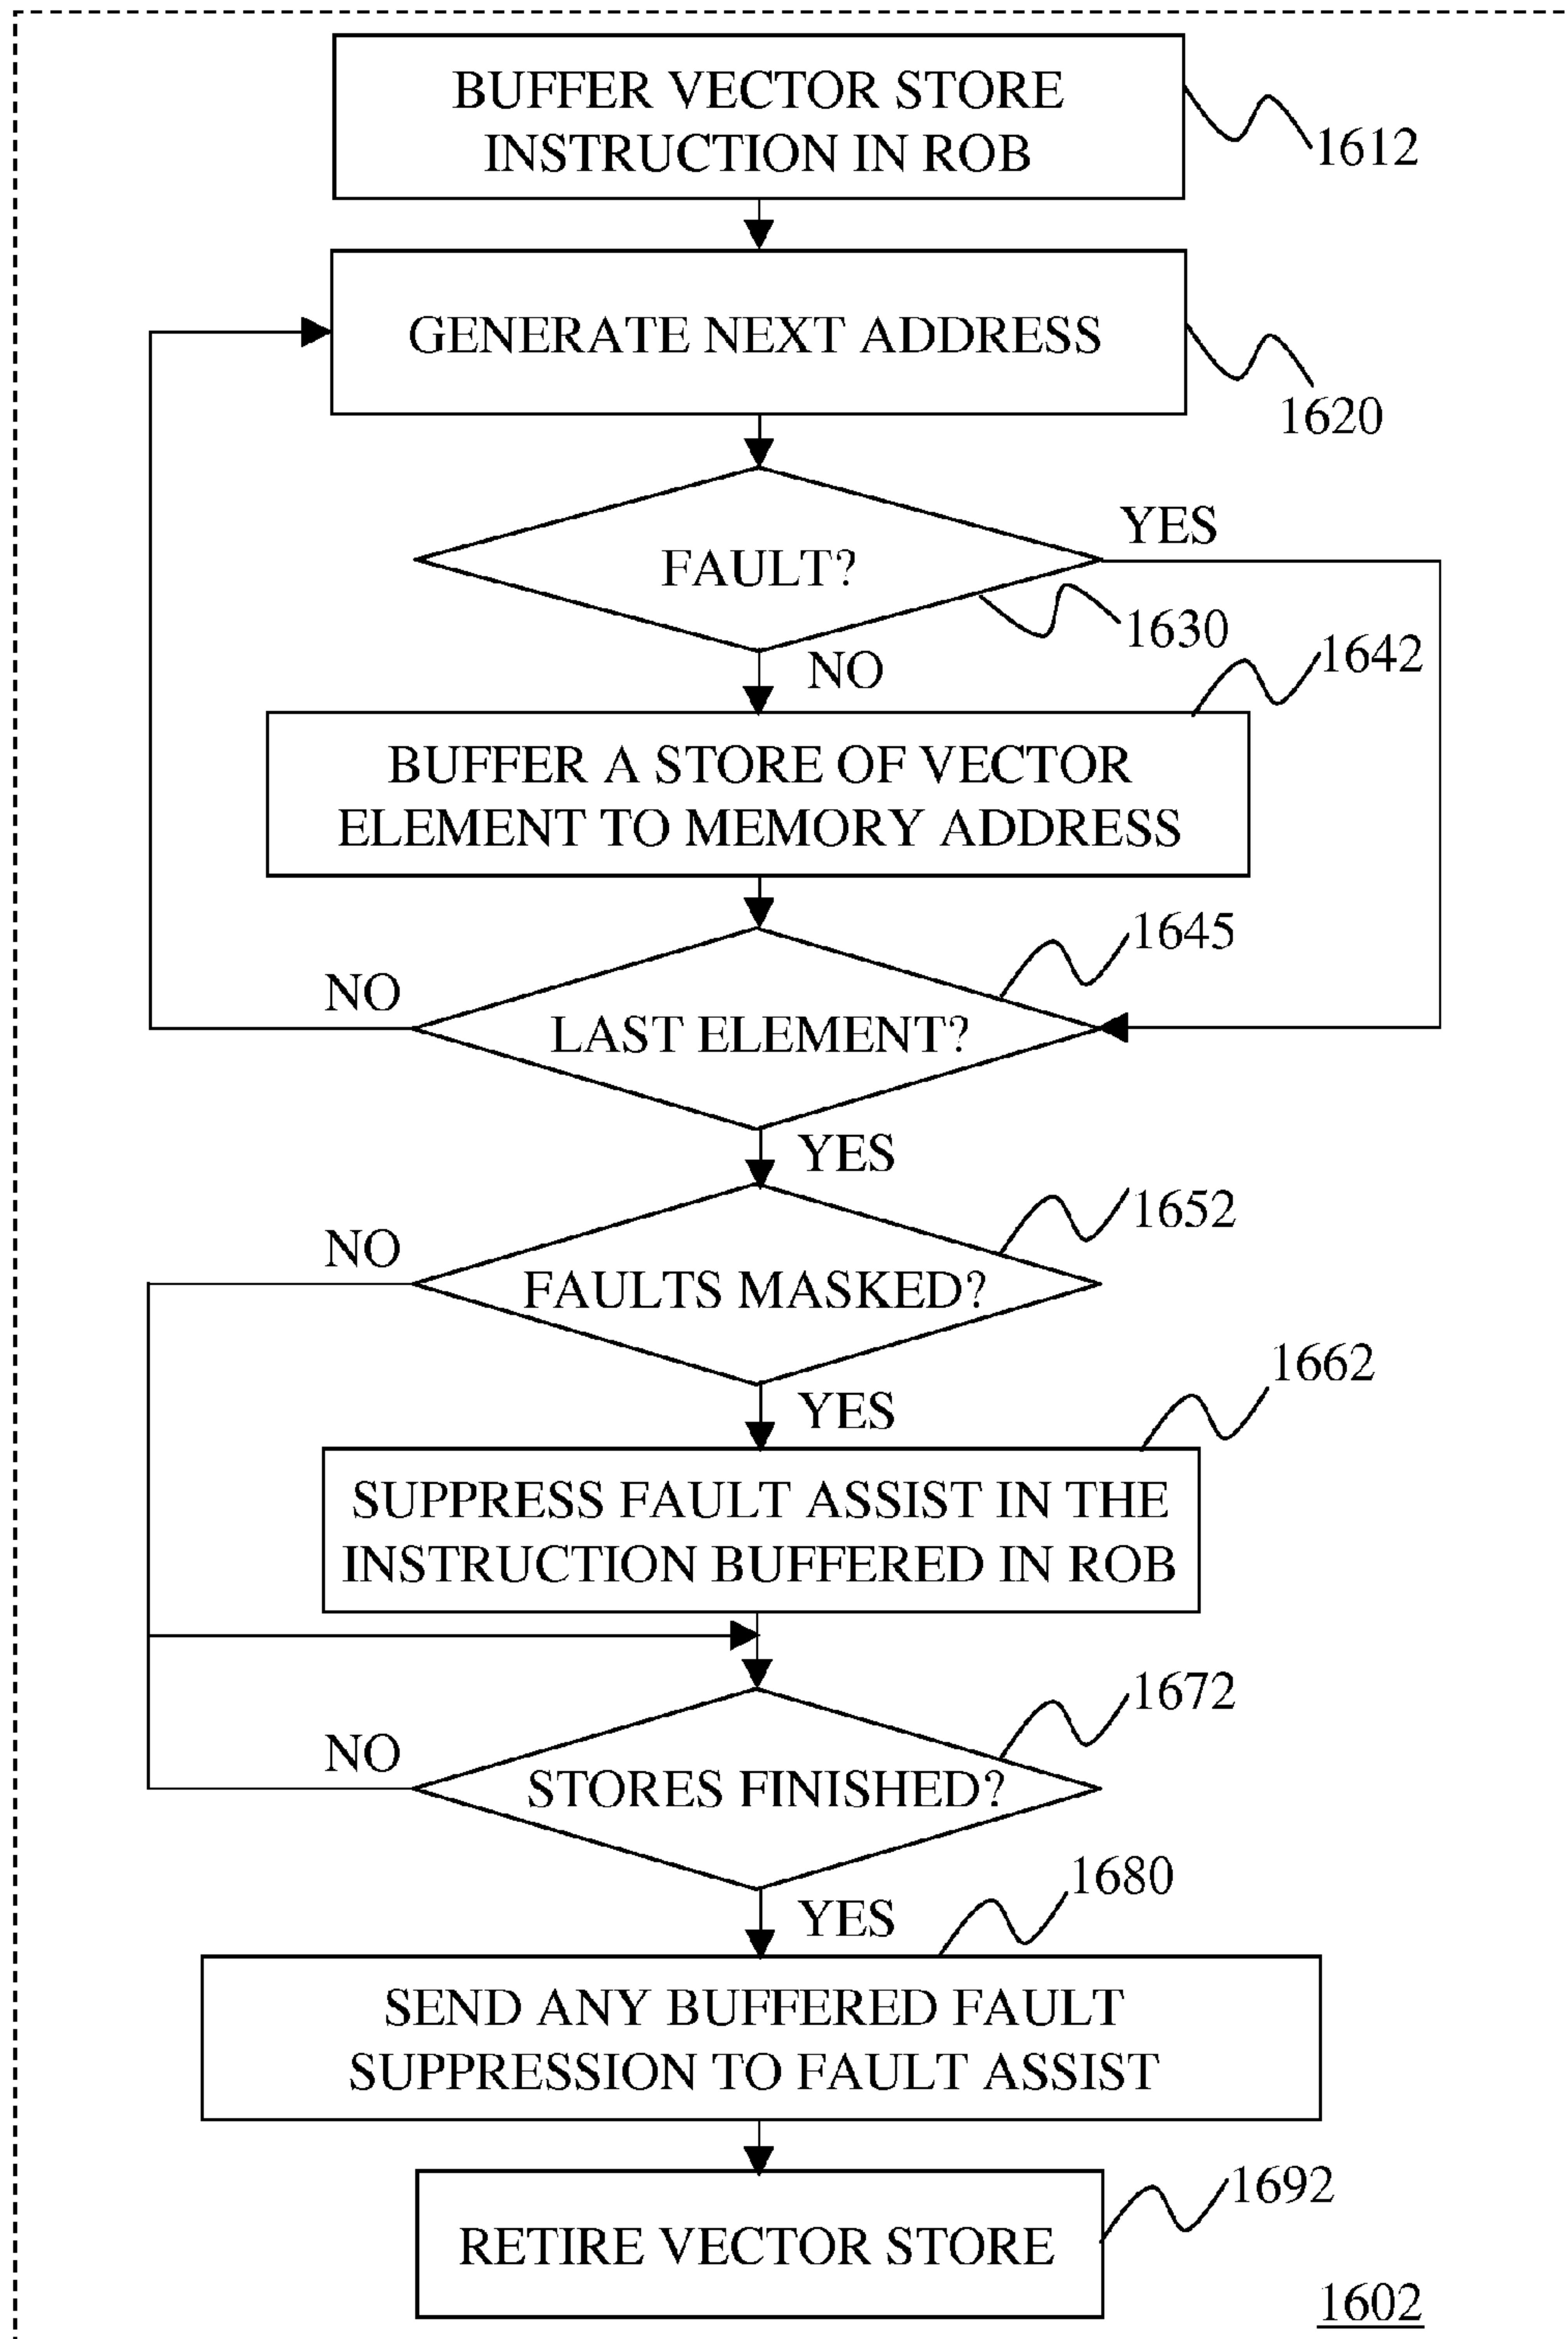 BUFFER VECTOR STORE
INSTRUCTION IN ROB
1612
GENERATE NEXT ADDRESS
1620
YES
FAULT?
1630
NO
1642
BUFFER A STORE OF VECTOR
ELEMENT TO MEMORY ADDRESS
1645
NO
LAST ELEMENT?
YES
1652
NO
FAULTS MASKED?
YES
1662
SUPPRESS FAULT ASSIST IN THE
INSTRUCTION BUFFERED IN ROB
1672
NO
STORES FINISHED?
YES
1680
SEND ANY BUFFERED FAULT
SUPPRESSION TO FAULT ASSIST
1692
RETIRE VECTOR STORE
1602